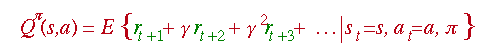 Q^π(s,a) = E { r_{t+1} + γ r_{t+2} + γ^2 r_{t+3} + … | s_t=s, a_t=a, π }